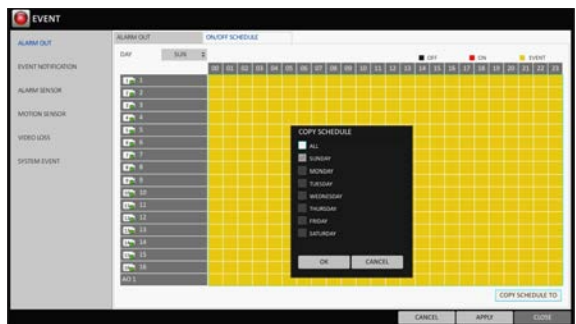 EVENT
ALARM OUT
EVENT NOTIFICATION
ALARM SENSOR
MOTION SENSOR
VIDEO LOSS
SYSTEM EVENT
ALARM OUT ON/OFF SCHEDULE
DAY SUN
OFF ON EVENT
00 01 02 03 04 05 06 07 08 09 10 11 12 13 14 15 16 17 18 19 20 21 22 23
1
2
3
4
5
6
7
8
9
10
11
12
13
14
15
16
AO 1
COPY SCHEDULE
ALL
SUNDAY
MONDAY
TUESDAY
WEDNESDAY
THURSDAY
FRIDAY
SATURDAY
OK CANCEL
COPY SCHEDULE TO
CANCEL APPLY CLOSE